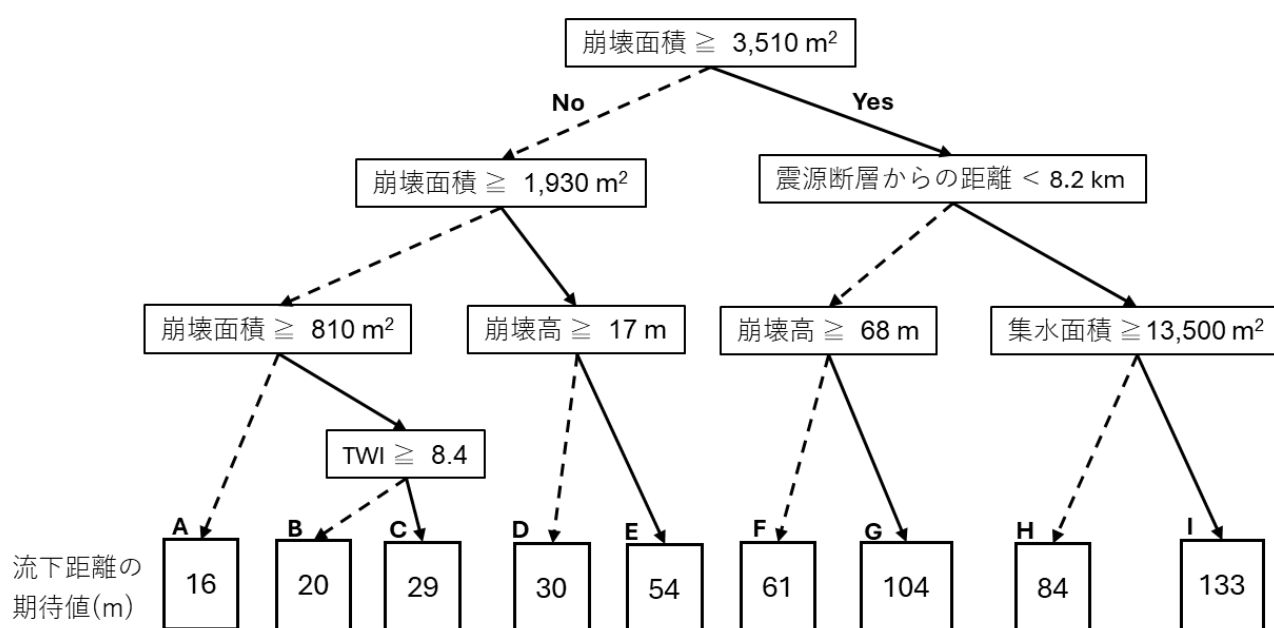 崩壊面積 ≧ 3,510 m²
No
Yes
崩壊面積 ≧ 1,930 m²
震源断層からの距離 < 8.2 km
崩壊面積 ≧ 810 m²
崩壊高 ≧ 17 m
崩壊高 ≧ 68 m
集水面積 ≧13,500 m²
TWI ≧ 8.4
A
B
C
D
E
F
G
H
I
流下距離の
期待値(m)
16
20
29
30
54
61
104
84
133